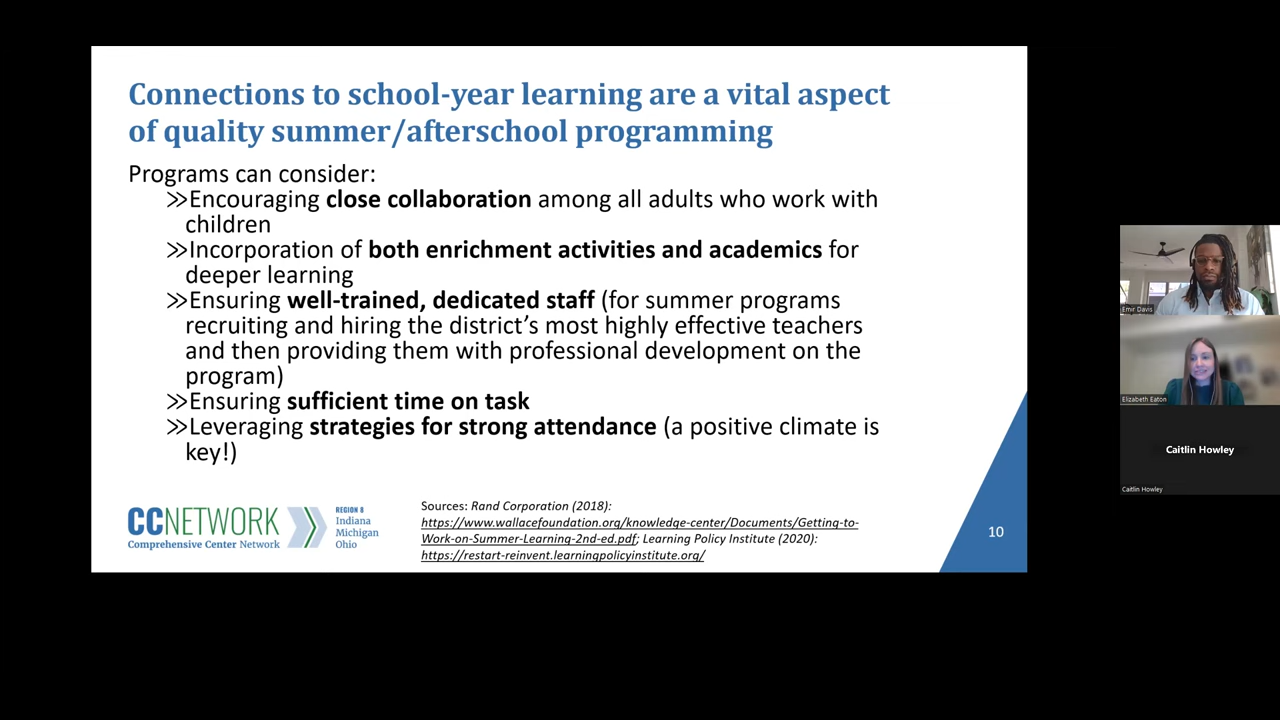 Connections to school-year learning are a vital aspect
of quality summer/afterschool programming
Programs can consider:
≫Encouraging close collaboration among all adults who work with
children
≫Incorporation of both enrichment activities and academics for
deeper learning
≫Ensuring well-trained, dedicated staff (for summer programs
recruiting and hiring the district’s most highly effective teachers
and then providing them with professional development on the
program)
≫Ensuring sufficient time on task
≫Leveraging strategies for strong attendance (a positive climate is
key!)
CCNETWORK
Comprehensive Center Network
REGION 8
Indiana
Michigan
Ohio
Sources: Rand Corporation (2018):
https://www.wallacefoundation.org/knowledge-center/Documents/Getting-to-
Work-on-Summer-Learning-2nd-ed.pdf; Learning Policy Institute (2020):
https://restart-reinvent.learningpolicyinstitute.org/
10
Emir Davis
Elizabeth Eaton
Caitlin Howley
Caitlin Howley